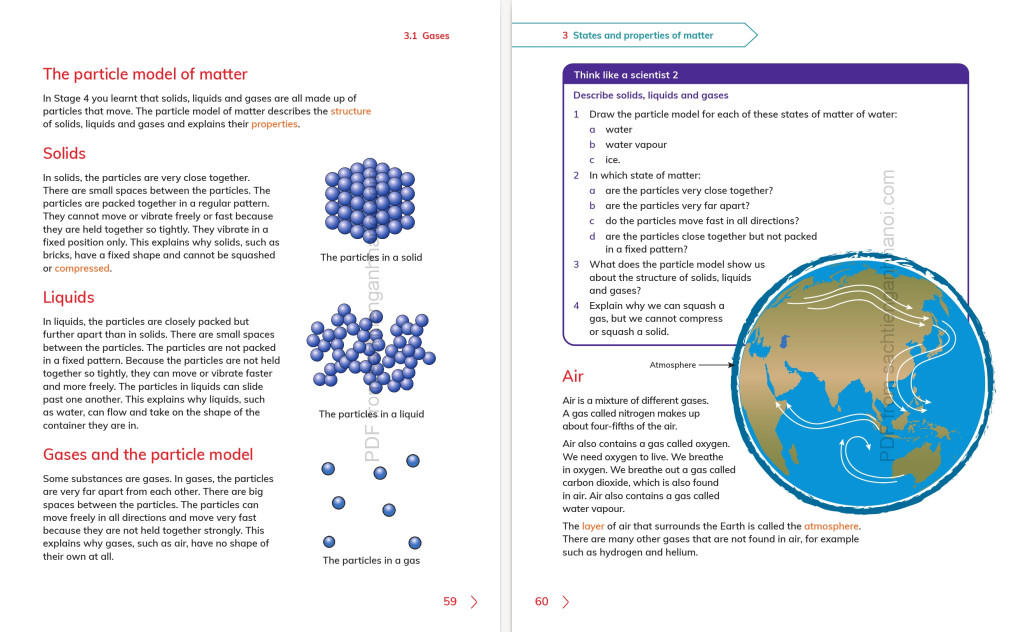 3.1 Gases
The particle model of matter
In Stage 4 you learnt that solids, liquids and gases are all made up of
particles that move. The particle model of matter describes the structure
of solids, liquids and gases and explains their properties.
Solids
In solids, the particles are very close together.
There are small spaces between the particles. The
particles are packed together in a regular pattern.
They cannot move or vibrate freely or fast because
they are held together so tightly. They vibrate in a
fixed position only. This explains why solids, such as
bricks, have a fixed shape and cannot be squashed
or compressed.
The particles in a solid
Liquids
In liquids, the particles are closely packed but
further apart than in solids. There are small spaces
between the particles. The particles are not packed
in a fixed pattern. Because the particles are not held
together so tightly, they can move or vibrate faster
and more freely. The particles in liquids can slide
past one another. This explains why liquids, such
as water, can flow and take on the shape of the
container they are in.
The particles in a liquid
Gases and the particle model
Some substances are gases. In gases, the particles
are very far apart from each other. There are big
spaces between the particles. The particles can
move freely in all directions and move very fast
because they are not held together strongly. This
explains why gases, such as air, have no shape of
their own at all.
The particles in a gas
59
3 States and properties of matter
Think like a scientist 2
Describe solids, liquids and gases
1 Draw the particle model for each of these states of matter of water:
a water
b water vapour
c ice.
2 In which state of matter:
a are the particles very close together?
b are the particles very far apart?
c do the particles move fast in all directions?
d are the particles close together but not packed
in a fixed pattern?
3 What does the particle model show us
about the structure of solids, liquids
and gases?
4 Explain why we can squash a
gas, but we cannot compress
or squash a solid.
Atmosphere
Air
Air is a mixture of different gases.
A gas called nitrogen makes up
about four-fifths of the air.
Air also contains a gas called oxygen.
We need oxygen to live. We breathe
in oxygen. We breathe out a gas called
carbon dioxide, which is also found
in air. Air also contains a gas called
water vapour.
The layer of air that surrounds the Earth is called the atmosphere.
There are many other gases that are not found in air, for example
such as hydrogen and helium.
60
PDF from sachtienganhhanoi.com